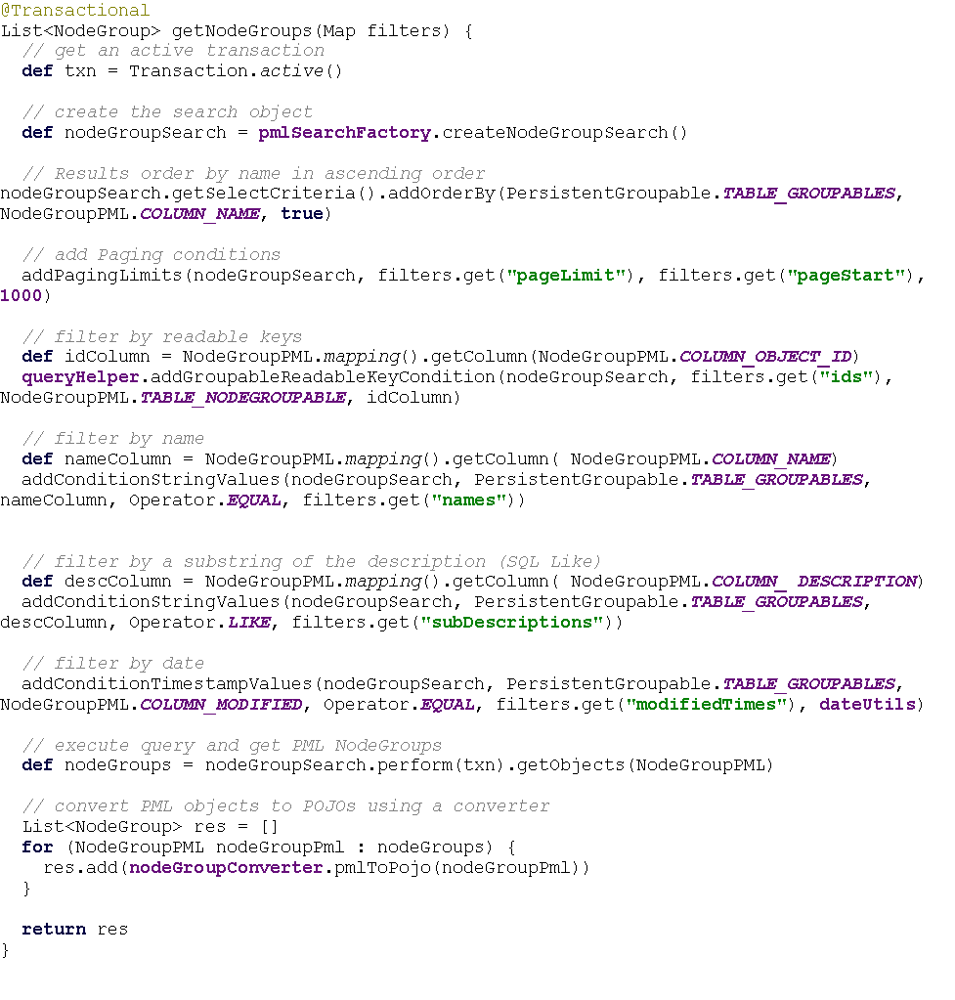 @Transactional
List<NodeGroup> getNodeGroups(Map filters) {
  // get an active transaction
  def txn = Transaction.active()

  // create the search object
  def nodeGroupSearch = pmlSearchFactory.createNodeGroupSearch()

  // Results order by name in ascending order
nodeGroupSearch.getSelectCriteria().addOrderBy(PersistentGroupable.TABLE_GROUPABLES,
NodeGroupPML.COLUMN_NAME, true)

  // add Paging conditions
  addPagingLimits(nodeGroupSearch, filters.get("pageLimit"), filters.get("pageStart"),
1000)

  // filter by readable keys
  def idColumn = NodeGroupPML.mapping().getColumn(NodeGroupPML.COLUMN_OBJECT_ID)
  queryHelper.addGroupableReadableKeyCondition(nodeGroupSearch, filters.get("ids"),
NodeGroupPML.TABLE_NODEGROUPABLE, idColumn)

  // filter by name
  def nameColumn = NodeGroupPML.mapping().getColumn( NodeGroupPML.COLUMN_NAME)
  addConditionStringValues(nodeGroupSearch, PersistentGroupable.TABLE_GROUPABLES,
nameColumn, Operator.EQUAL, filters.get("names"))

  // filter by a substring of the description (SQL Like)
  def descColumn = NodeGroupPML.mapping().getColumn( NodeGroupPML.COLUMN_ DESCRIPTION)
  addConditionStringValues(nodeGroupSearch, PersistentGroupable.TABLE_GROUPABLES,
descColumn, Operator.LIKE, filters.get("subDescriptions"))

  // filter by date
  addConditionTimestampValues(nodeGroupSearch, PersistentGroupable.TABLE_GROUPABLES,
NodeGroupPML.COLUMN_MODIFIED, Operator.EQUAL, filters.get("modifiedTimes"), dateUtils)

  // execute query and get PML NodeGroups
  def nodeGroups = nodeGroupSearch.perform(txn).getObjects(NodeGroupPML)

  // convert PML objects to POJOs using a converter
  List<NodeGroup> res = []
  for (NodeGroupPML nodeGroupPml : nodeGroups) {
    res.add(nodeGroupConverter.pmlToPojo(nodeGroupPml))
  }

  return res
}